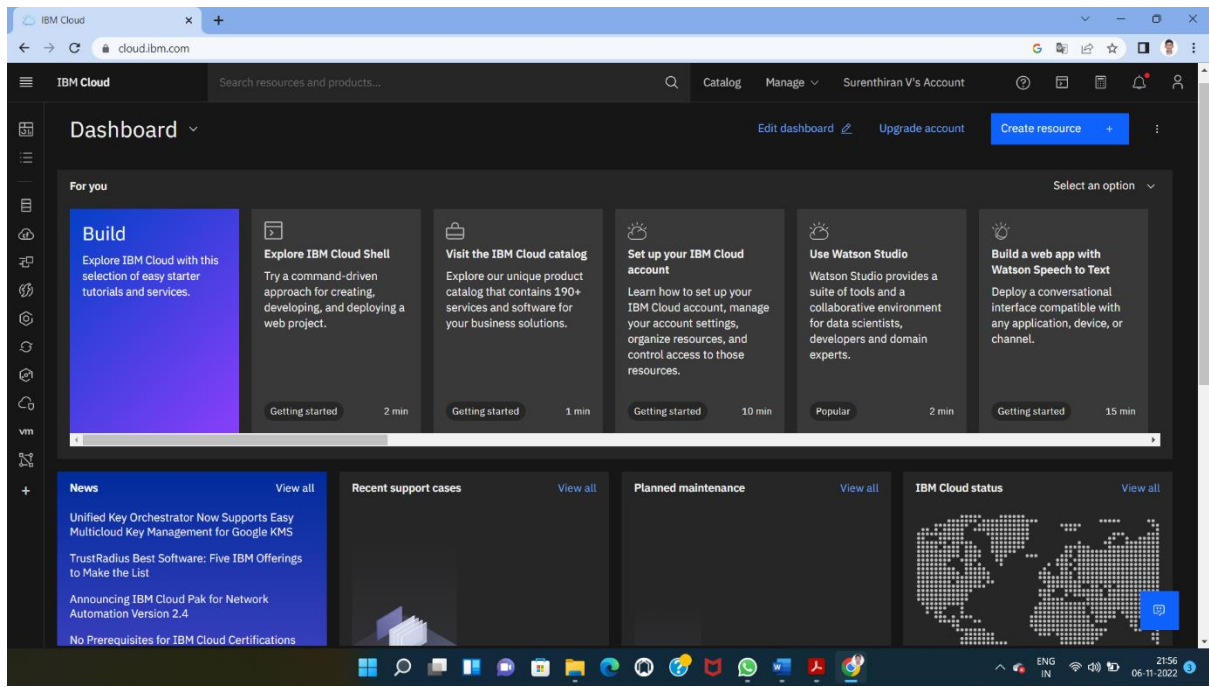 IBM Cloud
cloud.ibm.com
IBM Cloud
Search resources and products...
Catalog
Manage
Surenthiran V's Account
Dashboard
Edit dashboard
Upgrade account
Create resource +
For you
Select an option
Build
Explore IBM Cloud with this
selection of easy starter
tutorials and services.
Explore IBM Cloud Shell
Try a command-driven
approach for creating,
developing, and deploying a
web project.
Getting started
2 min
Visit the IBM Cloud catalog
Explore our unique product
catalog that contains 190+
services and software for
your business solutions.
Getting started
1 min
Set up your IBM Cloud
account
Learn how to set up your
IBM Cloud account, manage
your account settings,
organize resources, and
control access to those
resources.
Getting started
10 min
Use Watson Studio
Watson Studio provides a
suite of tools and a
collaborative environment
for data scientists,
developers and domain
experts.
Popular
2 min
Build a web app with
Watson Speech to Text
Deploy a conversational
interface compatible with
any application, device, or
channel.
Getting started
15 min
vm
News
View all
Unified Key Orchestrator Now Supports Easy
Multicloud Key Management for Google KMS
TrustRadius Best Software: Five IBM Offerings
to Make the List
Announcing IBM Cloud Pak for Network
Automation Version 2.4
No Prerequisites for IBM Cloud Certifications
Recent support cases
View all
Planned maintenance
View all
IBM Cloud status
View all
ENG
IN
21:56
06-11-2022
3